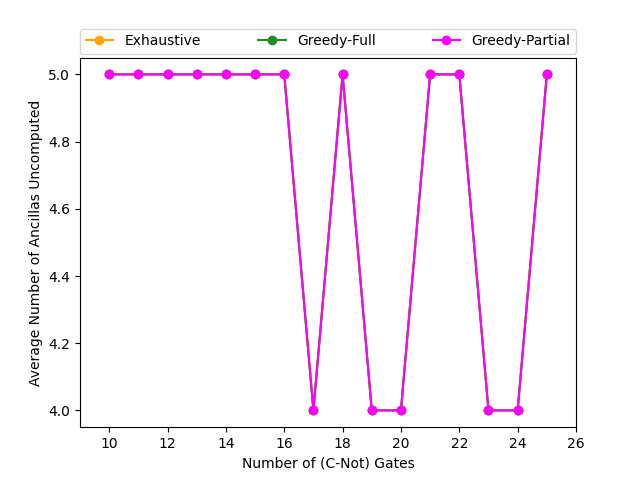 Exhaustive Greedy-Full Greedy-Partial
5.0
4.8
4.6
4.4
4.2
4.0
Average Number of Ancillas Uncomputed
10 12 14 16 18 20 22 24 26
Number of (C-Not) Gates